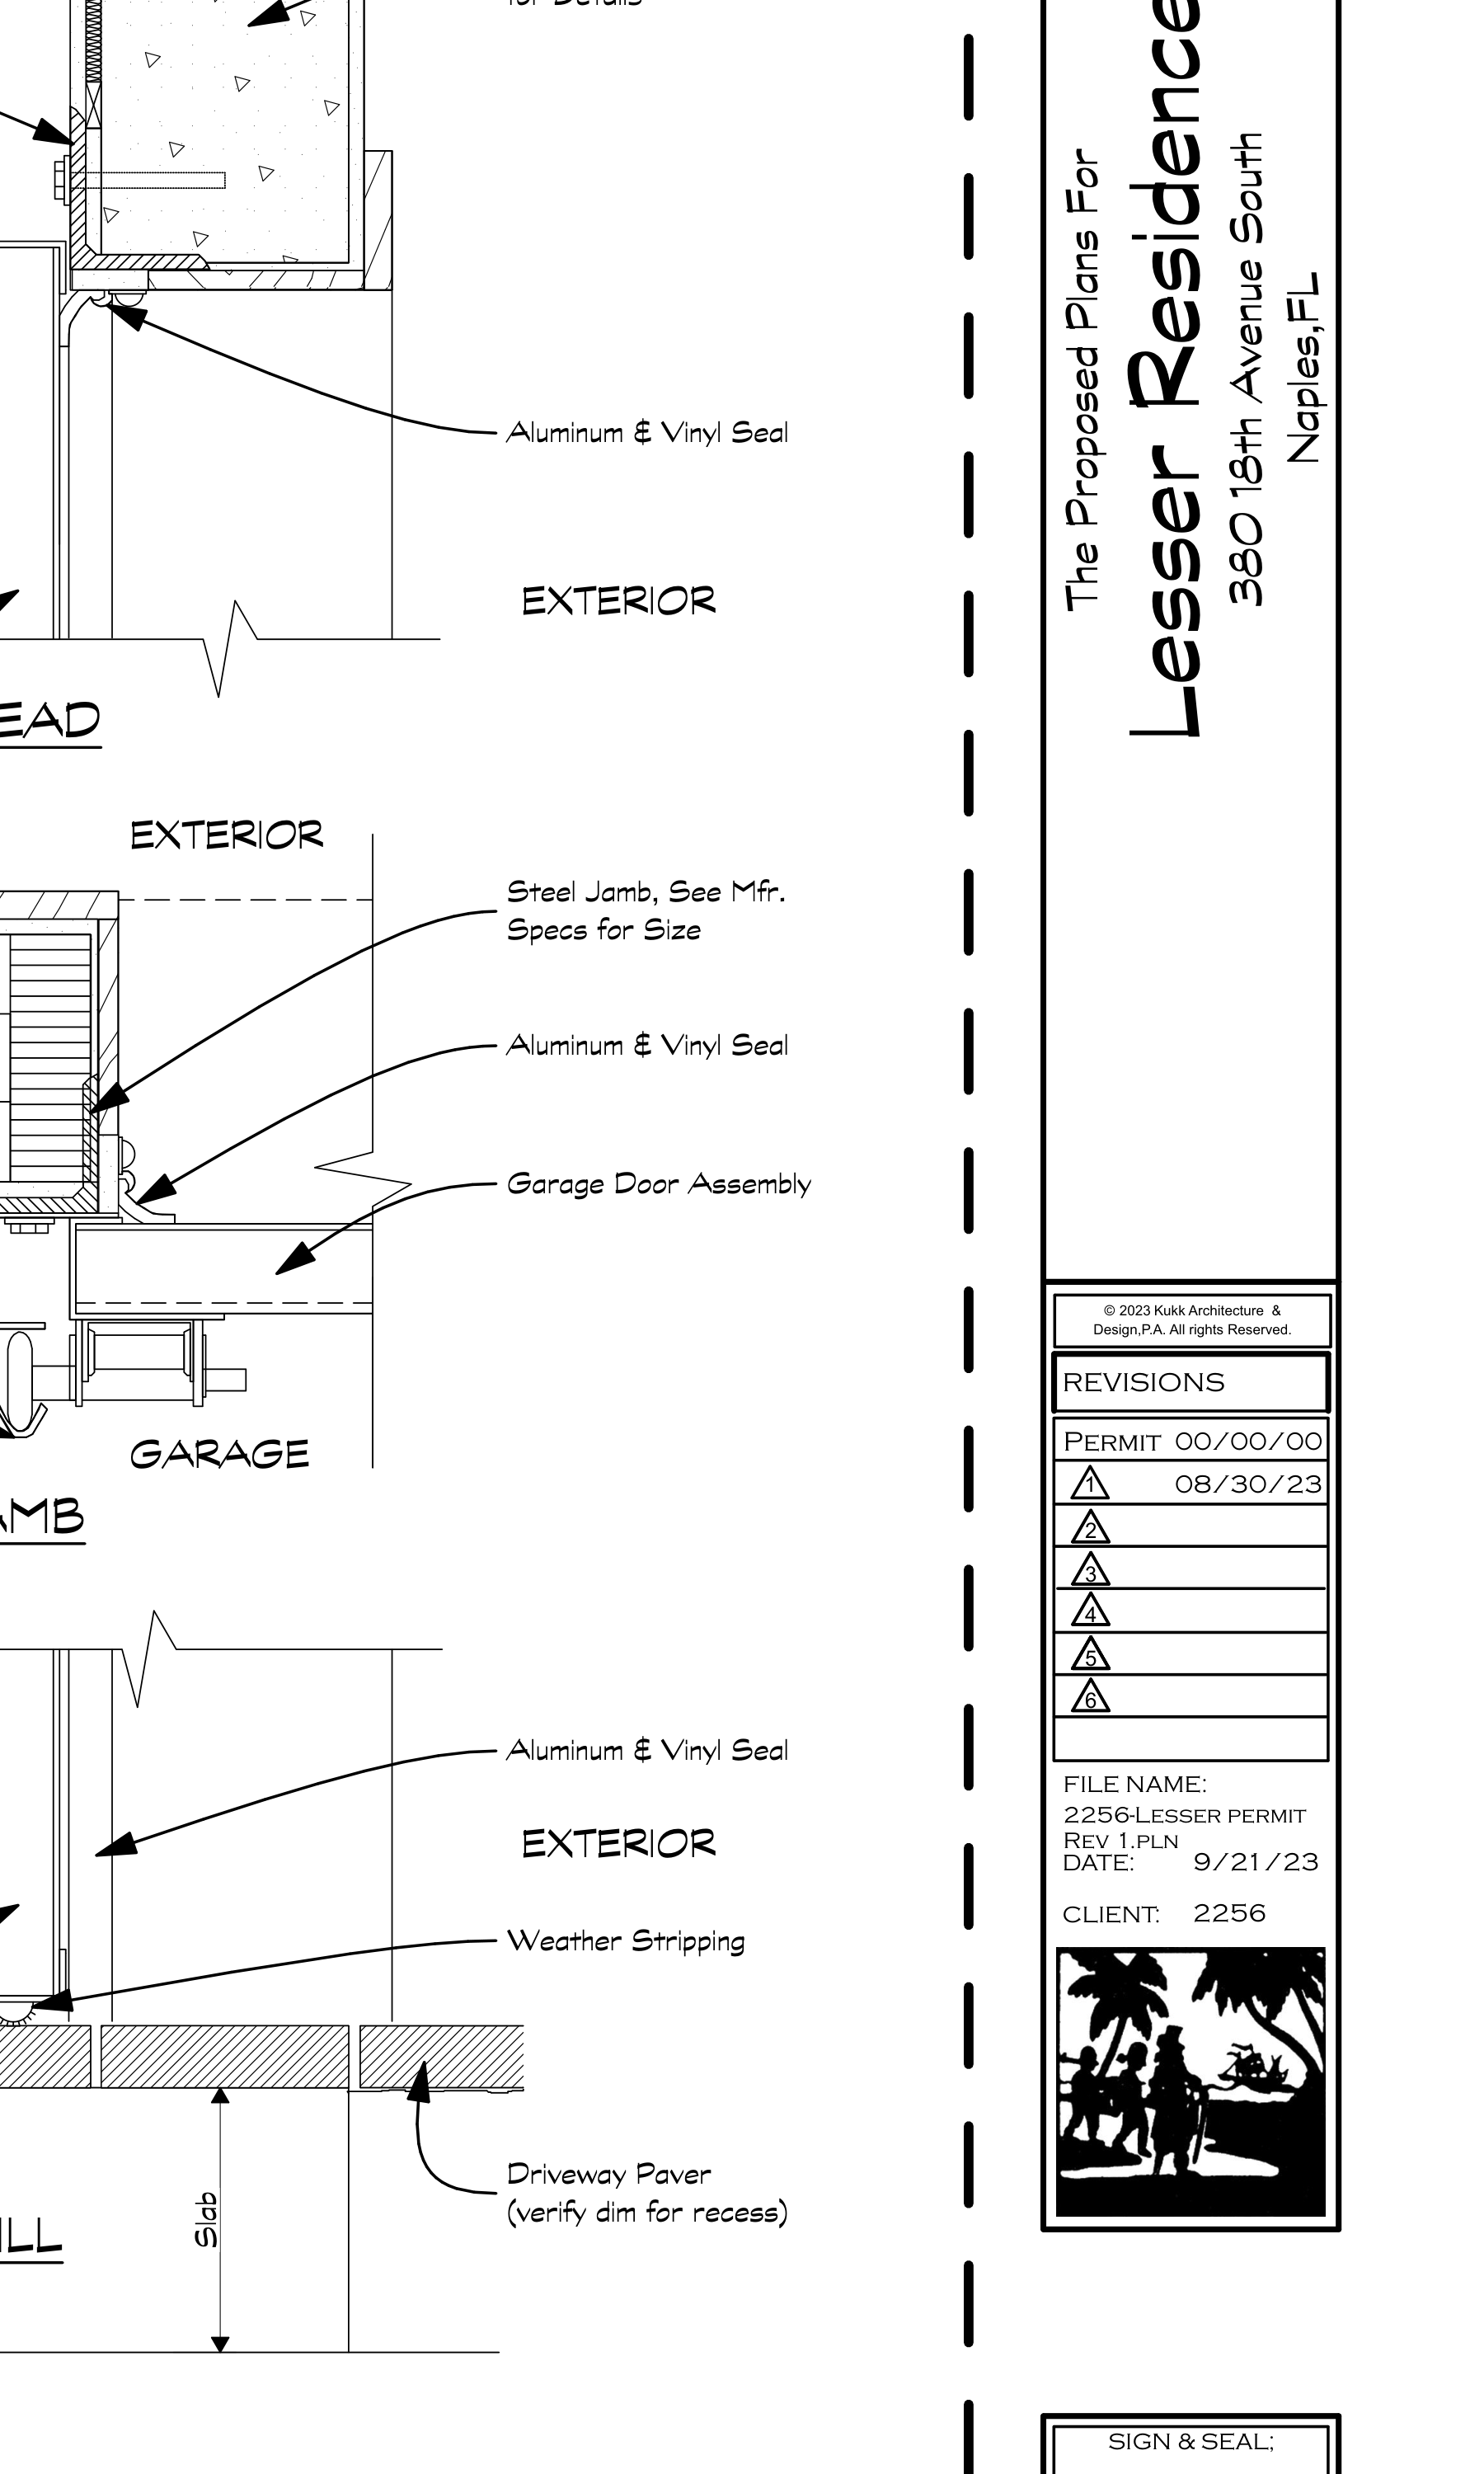 for Details
Aluminum & Vinyl Seal
EXTERIOR
EAD
EXTERIOR
Steel Jamb, See Mfr.
Specs for Size
Aluminum & Vinyl Seal
Garage Door Assembly
GARAGE
AMB
Aluminum & Vinyl Seal
EXTERIOR
Weather Stripping
Driveway Paver
(verify dim for recess)
Slab
ILL
The Proposed Plans For
Lesser Residence
380 18th Avenue South
Naples,FL
© 2023 Kukk Architecture &
Design,P.A. All rights Reserved.
REVISIONS
PERMIT 00/00/00
1 08/30/23
2
3
4
5
6
FILE NAME:
2256-LESSER PERMIT
REV 1.PLN
DATE: 9/21/23
CLIENT: 2256
SIGN & SEAL;